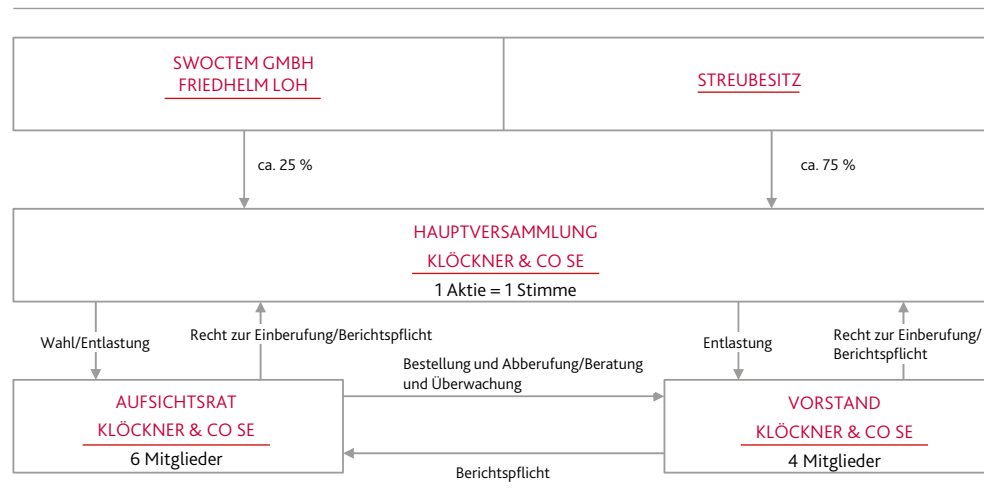 SWOCTEM GMBH
FRIEDHELM LOH
STREUBESITZ
ca. 25 %
ca. 75 %
HAUPTVERSAMMLUNG
KLÖCKNER & CO SE
1 Aktie = 1 Stimme
Wahl/Entlastung
Recht zur Einberufung/Berichtspflicht
Bestellung und Abberufung/Beratung
und Überwachung
Entlastung
Recht zur Einberufung/
Berichtspflicht
AUFSICHTSRAT
KLÖCKNER & CO SE
6 Mitglieder
Berichtspflicht
VORSTAND
KLÖCKNER & CO SE
4 Mitglieder